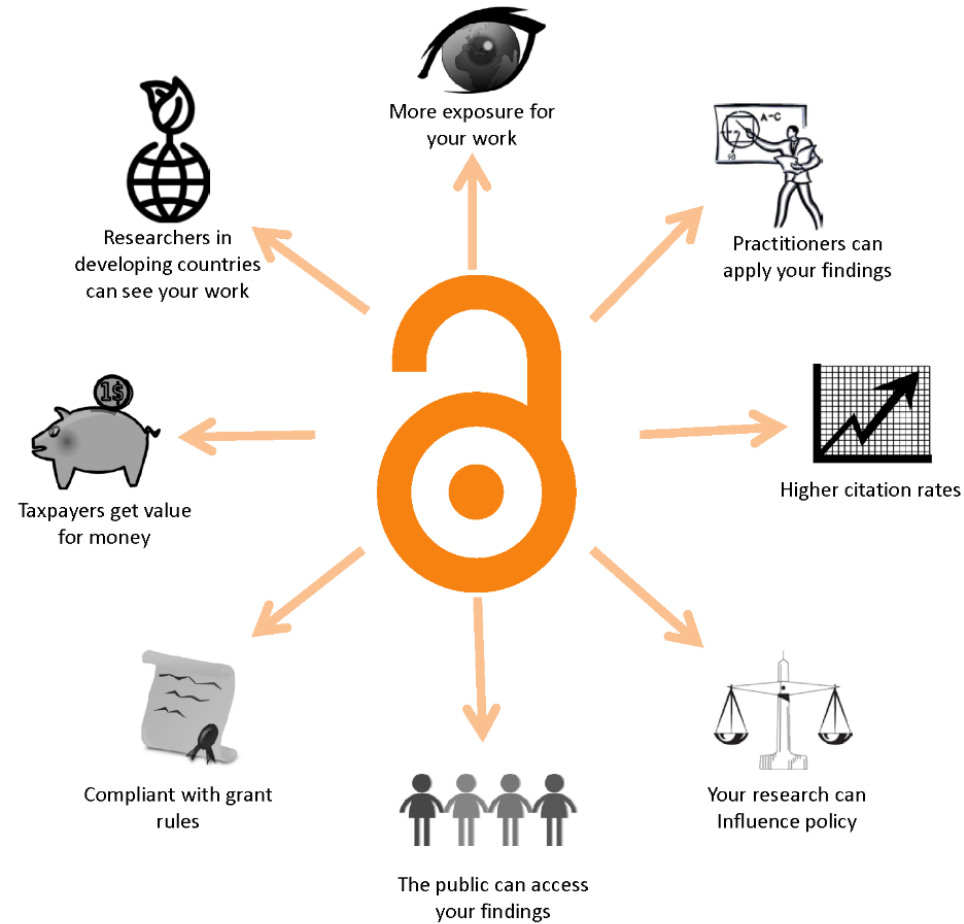 More exposure for
your work
A-C
Practitioners can
apply your findings
Researchers in
developing countries
can see your work
1$
Higher citation rates
Taxpayers get value
for money
Compliant with grant
rules
Your research can
Influence policy
The public can access
your findings